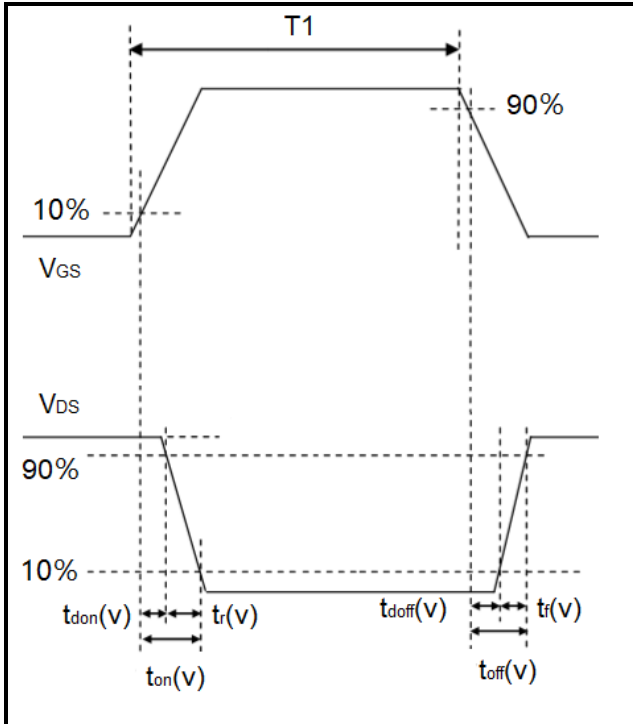 T1
90%
10%
VGS
VDS
90%
10%
tdon(v) tr(v) tdoff(v) tf(v)
ton(v) toff(v)